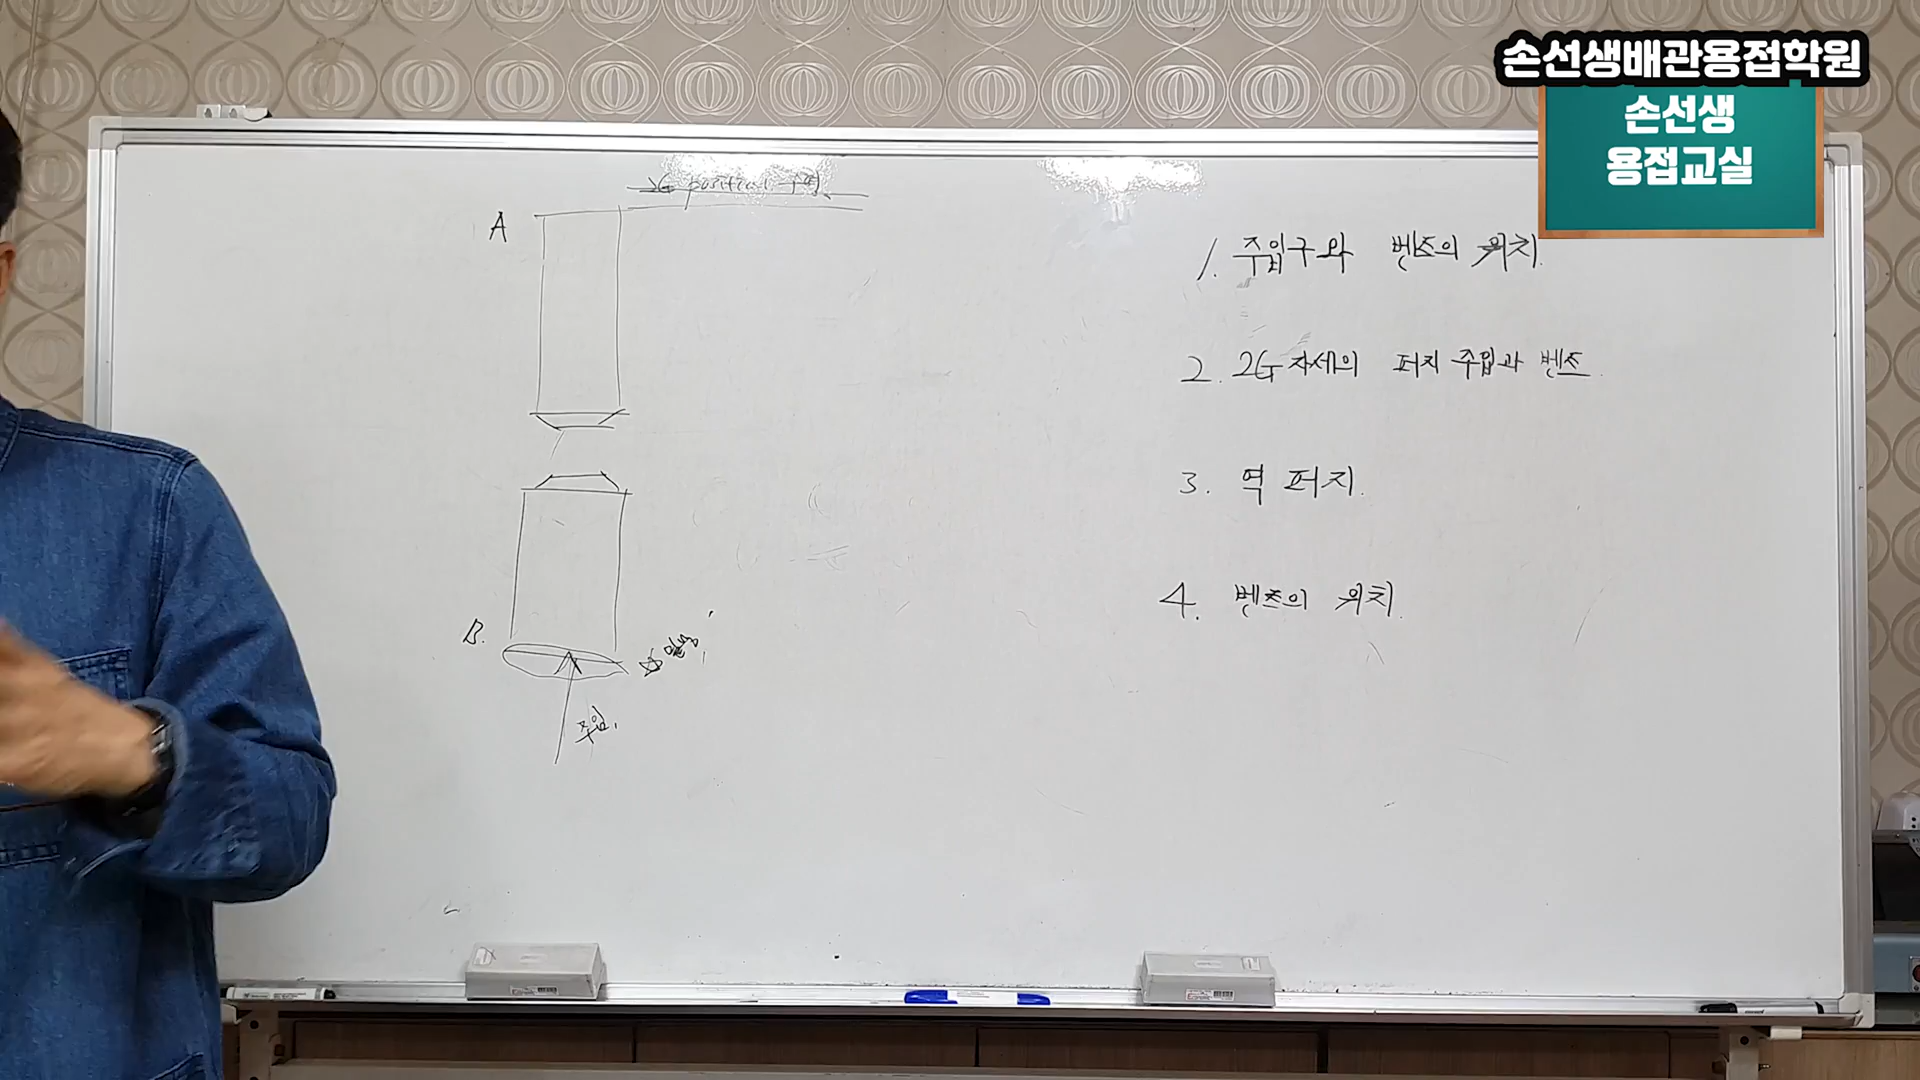 손선생배관용접학원
손선생
용접교실
A
B.
주입
1. 주입구와 벤츠의 위치.
2. 2G 자세의 퍼지 주입과 벤츠.
3. 역 퍼지.
4. 벤츠의 위치.